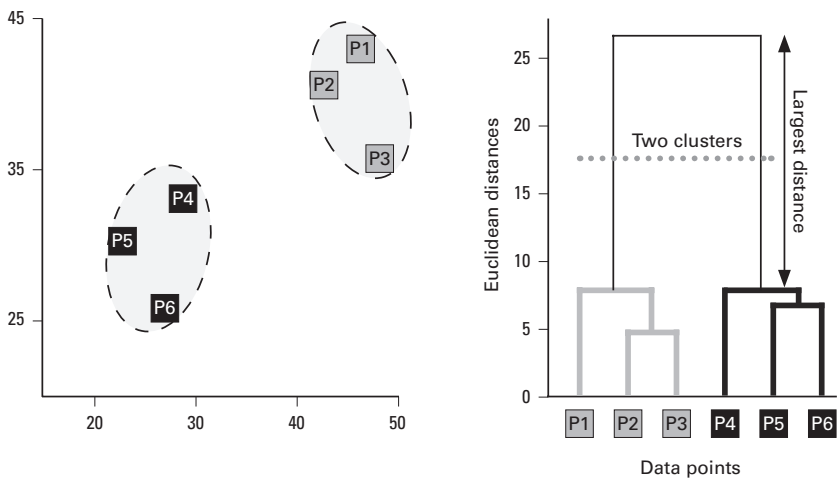 45
35
25
20
30
40
50
P1
P2
P3
P4
P5
P6
Euclidean distances
25
20
15
10
5
0
Two clusters
Largest distance
P1 P2 P3 P4 P5 P6
Data points